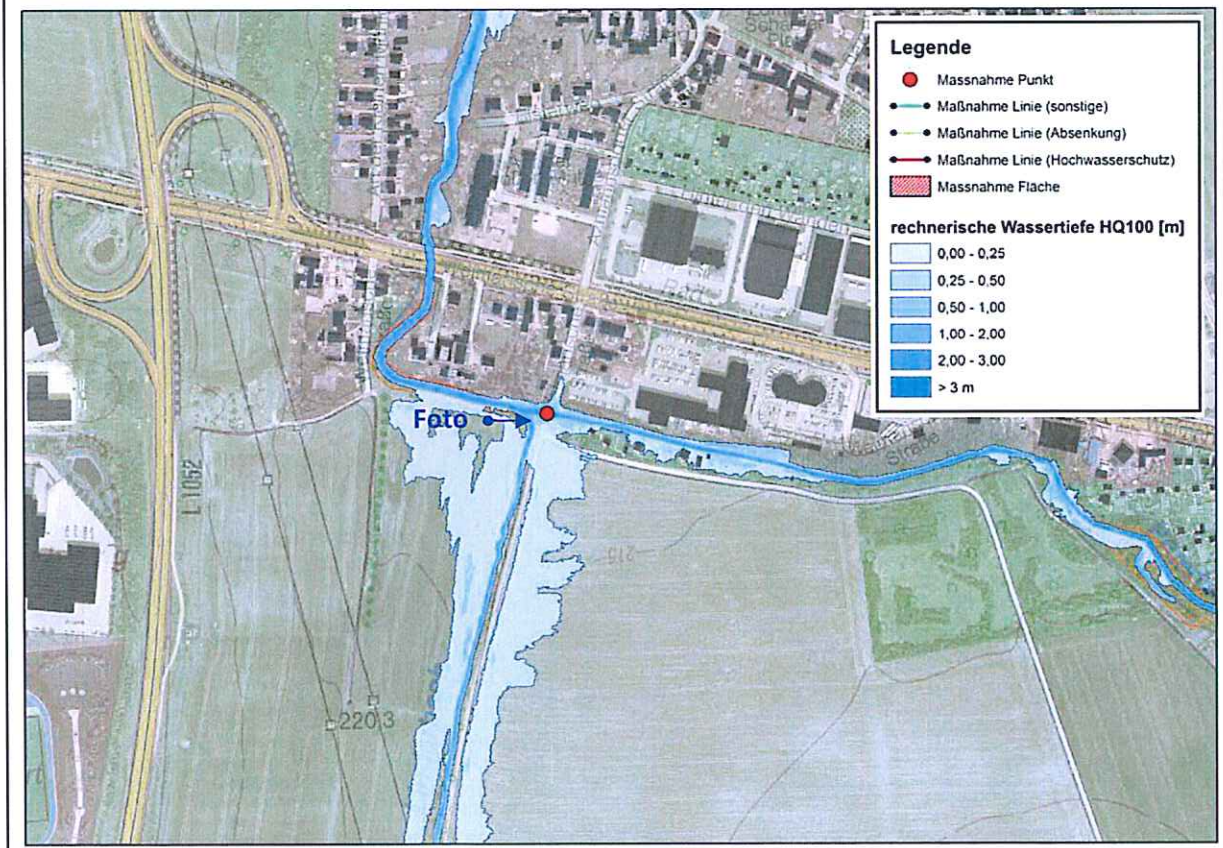 Legende
Massnahme Punkt
Maßnahme Linie (sonstige)
Maßnahme Linie (Absenkung)
Maßnahme Linie (Hochwasserschutz)
Massnahme Fläche
rechnerische Wassertiefe HQ100 [m]
0,00 - 0,25
0,25 - 0,50
0,50 - 1,00
1,00 - 2,00
2,00 - 3,00
> 3 m
Foto
Straße
L1052
215
220,3